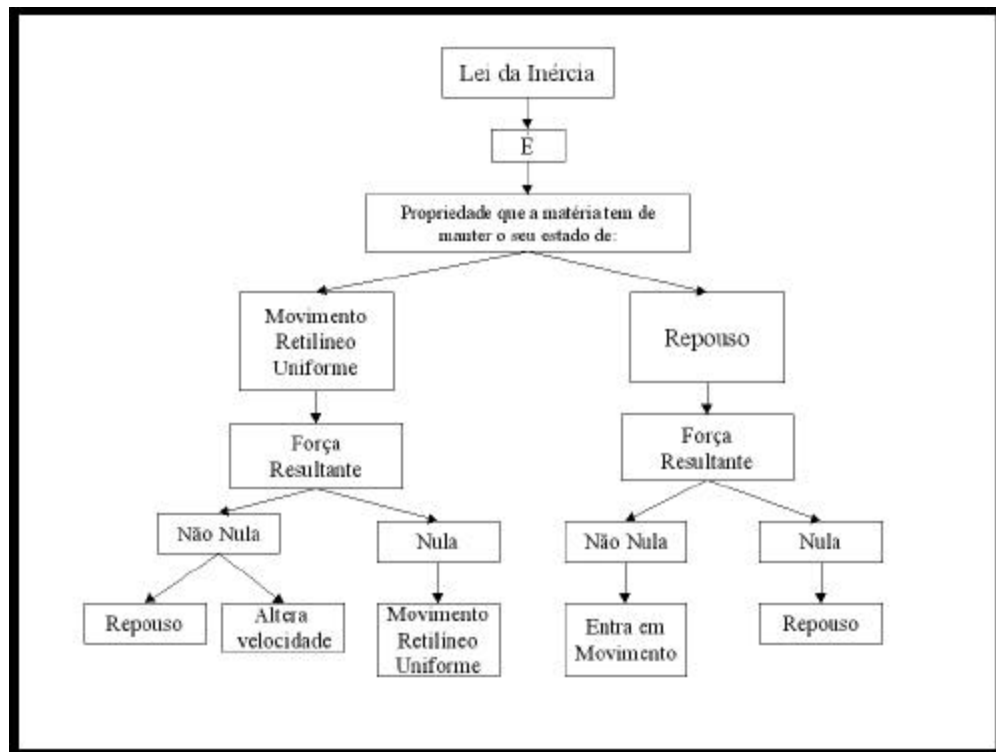 Lei da Inércia
É
Propriedade que a matéria tem de
manter o seu estado de:
Movimento
Retilíneo
Uniforme
Repouso
Força
Resultante
Força
Resultante
Não Nula
Nula
Não Nula
Nula
Repouso
Altera
velocidade
Movimento
Retilíneo
Uniforme
Entra em
Movimento
Repouso